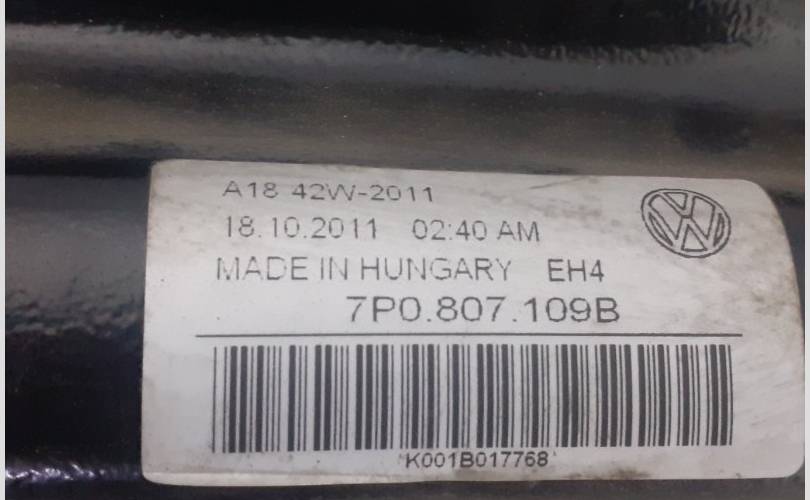 A18 42W-2011
18.10.2011 02:40 AM
MADE IN HUNGARY EH4
7P0.807.109B
K001B017768